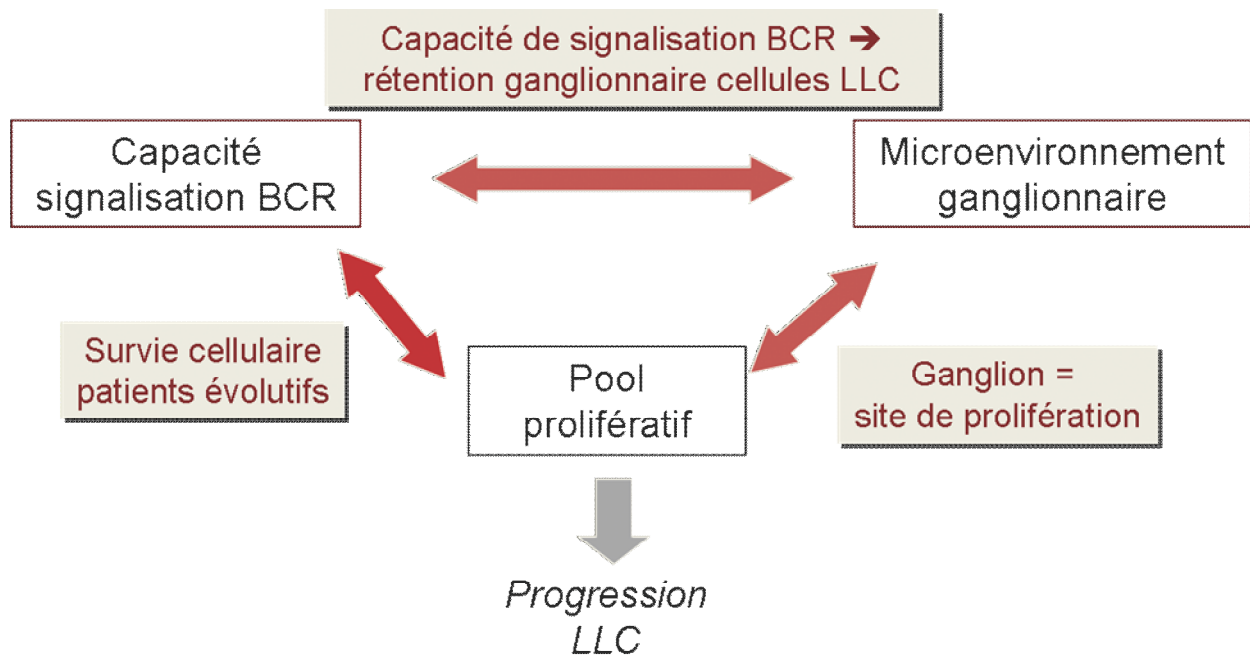 Capacité de signalisation BCR ➔
rétention ganglionnaire cellules LLC
Capacité
signalisation BCR
Microenvironnement
ganglionnaire
Survie cellulaire
patients évolutifs
Pool
prolifératif
Ganglion =
site de prolifération
Progression
LLC